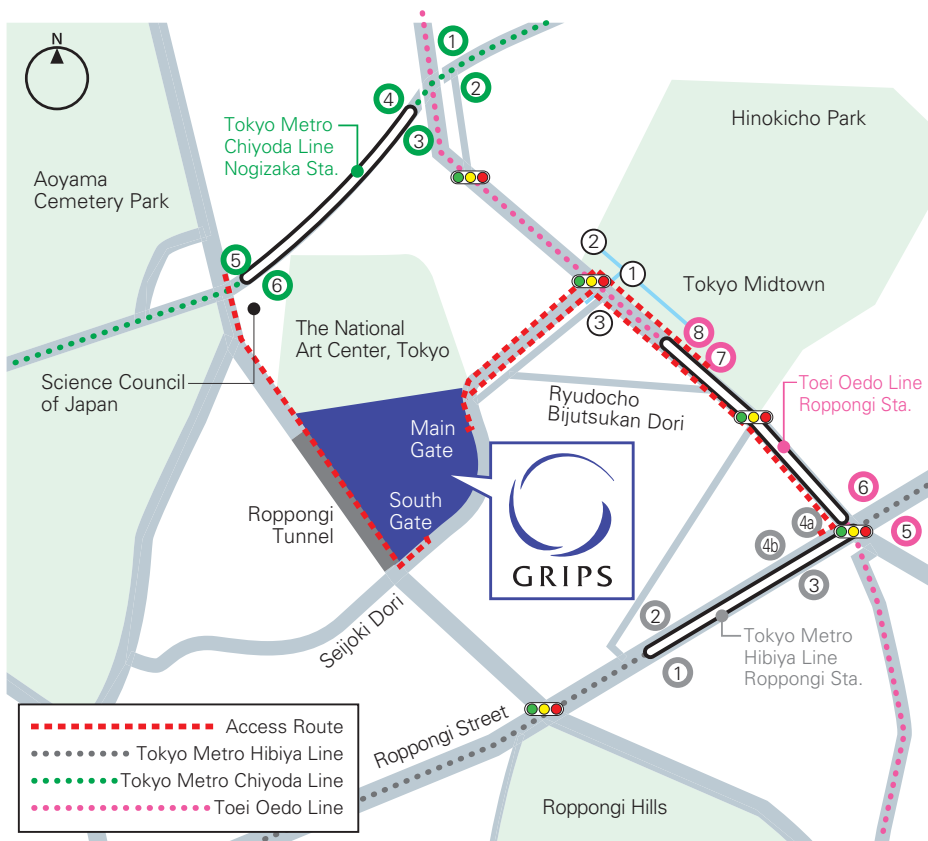 N
1
2
4
3
Tokyo Metro
Chiyoda Line
Nogizaka Sta.
Hinokicho Park
Aoyama
Cemetery Park
5
6
2
1
3
Tokyo Midtown
8
7
The National
Art Center, Tokyo
Science Council
of Japan
Ryudocho
Bijutsukan Dori
Toei Oedo Line
Roppongi Sta.
Main
Gate
South
Gate
Roppongi
Tunnel
GRIPS
6
5
4a
4b
3
2
1
Tokyo Metro
Hibiya Line
Roppongi Sta.
Seijoki Dori
Roppongi Street
Roppongi Hills
Access Route
Tokyo Metro Hibiya Line
Tokyo Metro Chiyoda Line
Toei Oedo Line